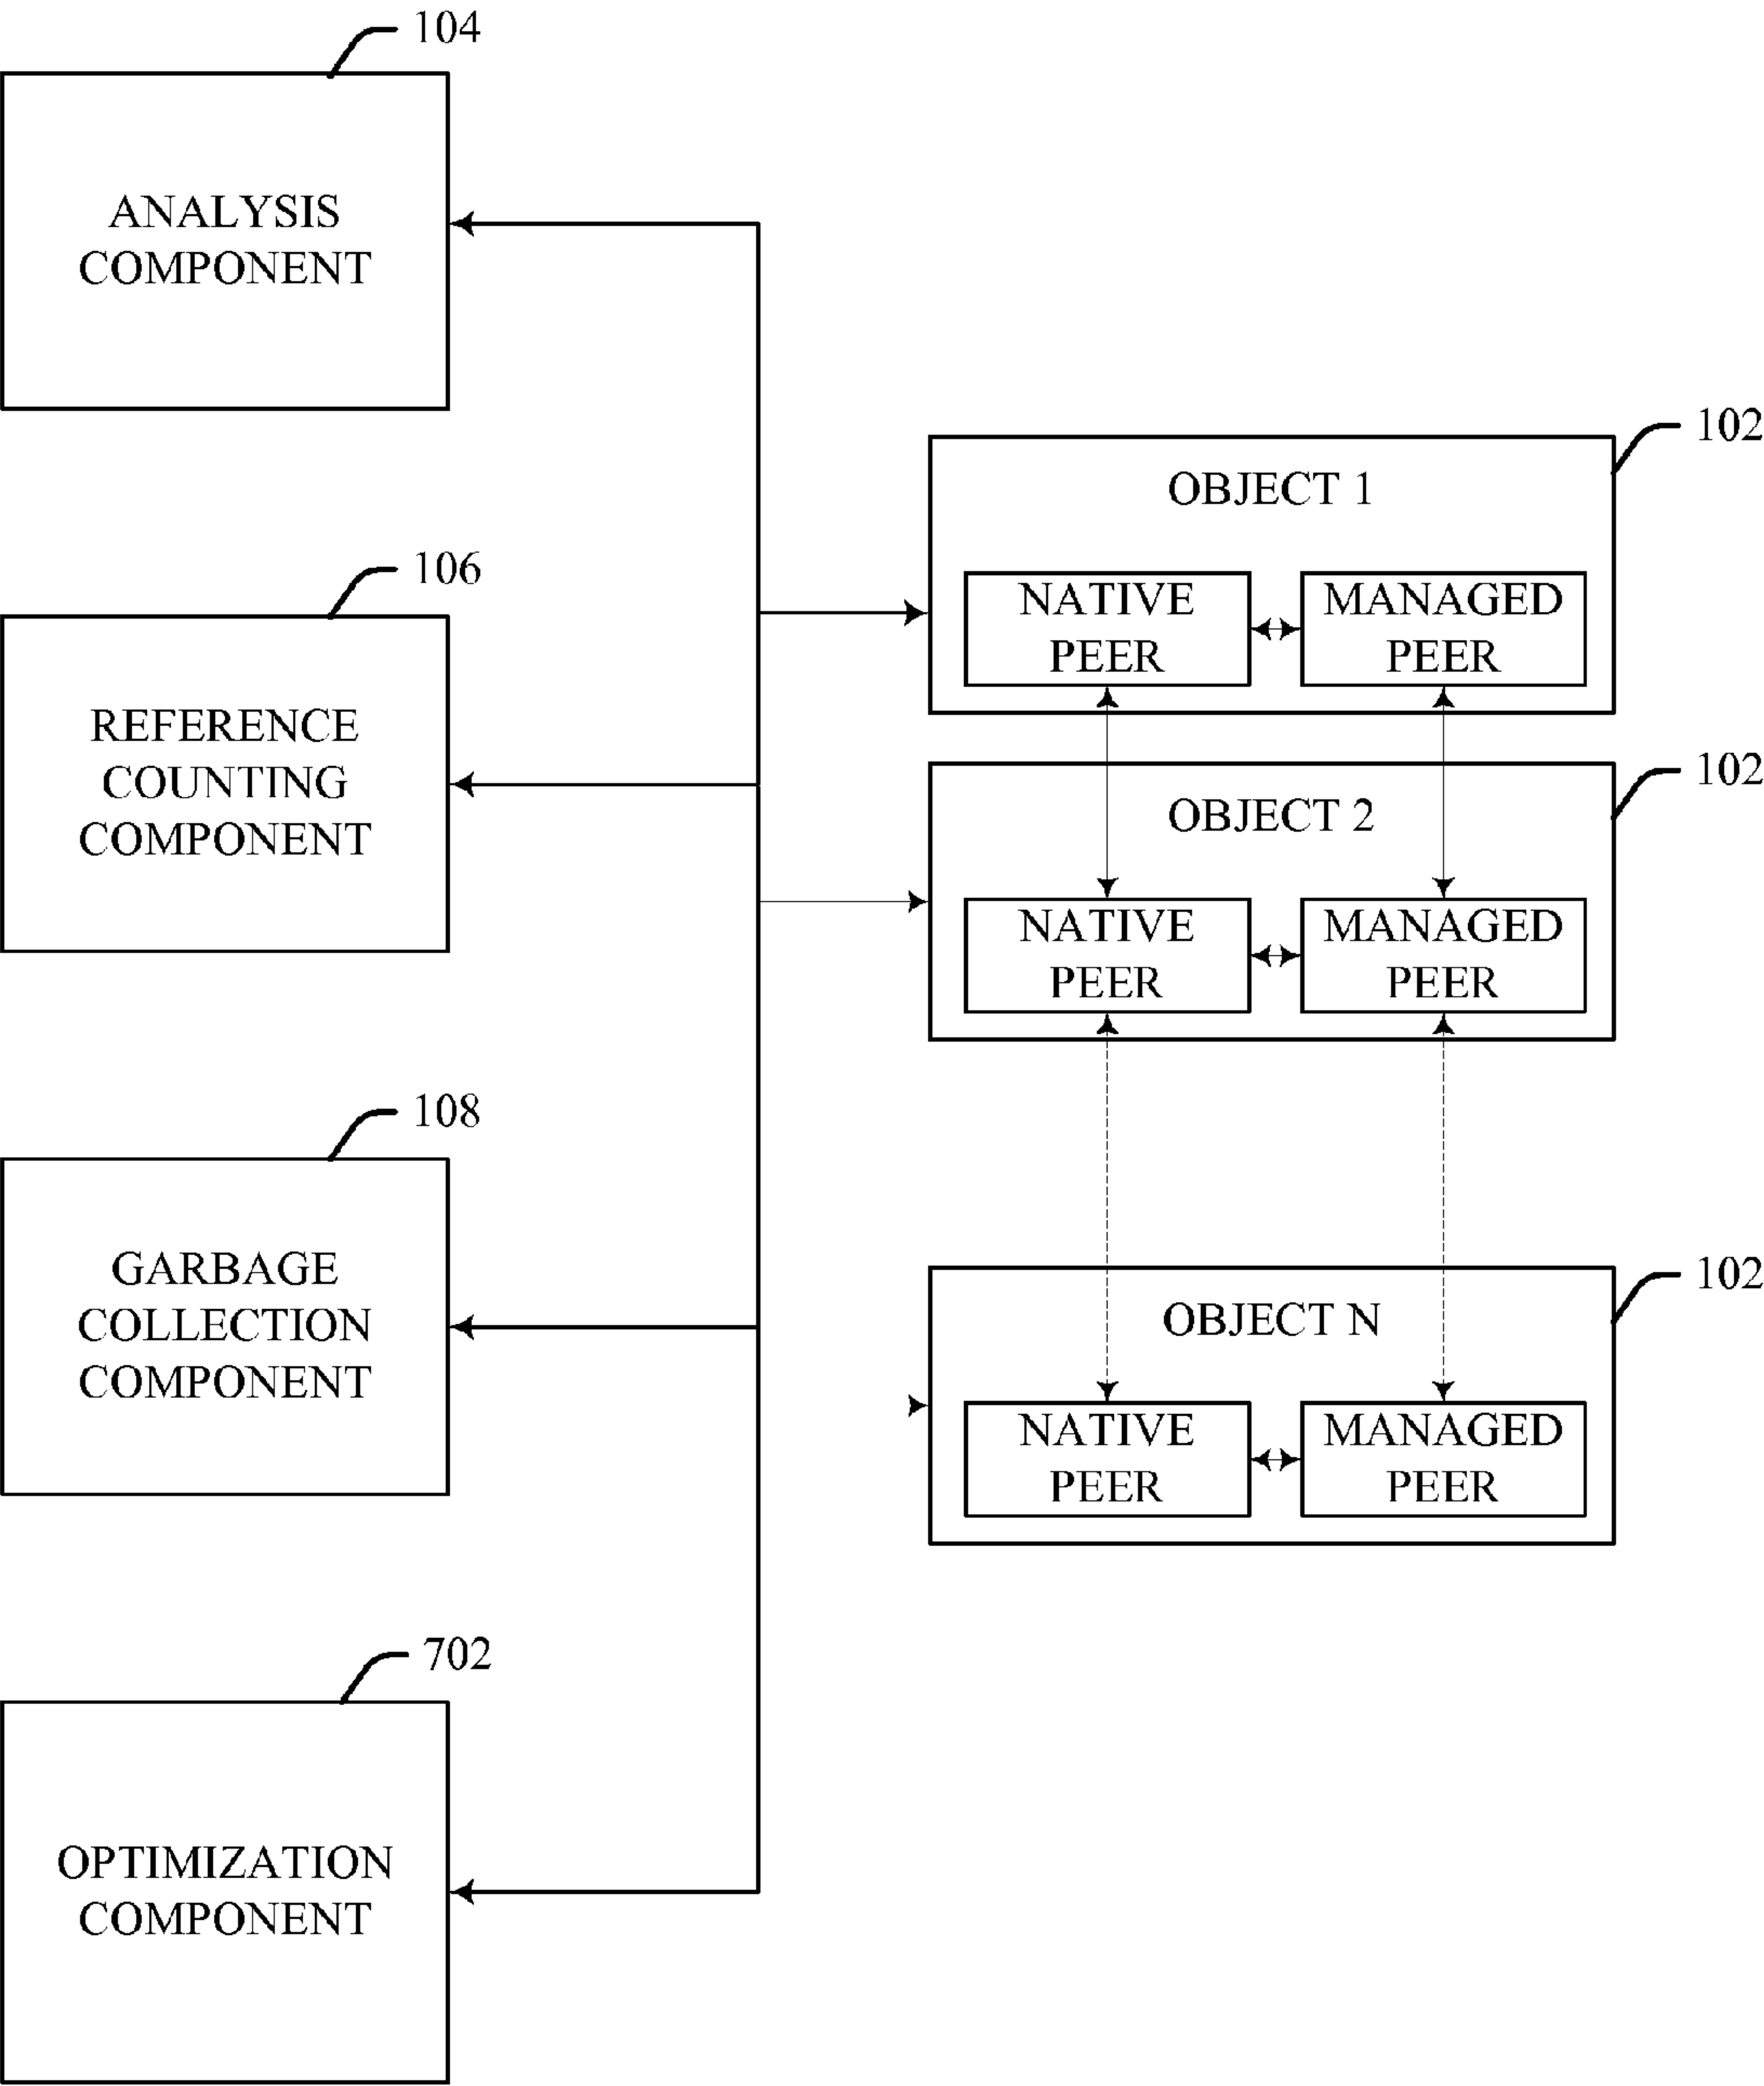 104
ANALYSIS
COMPONENT
102
OBJECT 1
NATIVE
PEER
MANAGED
PEER
106
REFERENCE
COUNTING
COMPONENT
102
OBJECT 2
NATIVE
PEER
MANAGED
PEER
108
GARBAGE
COLLECTION
COMPONENT
102
OBJECT N
NATIVE
PEER
MANAGED
PEER
702
OPTIMIZATION
COMPONENT